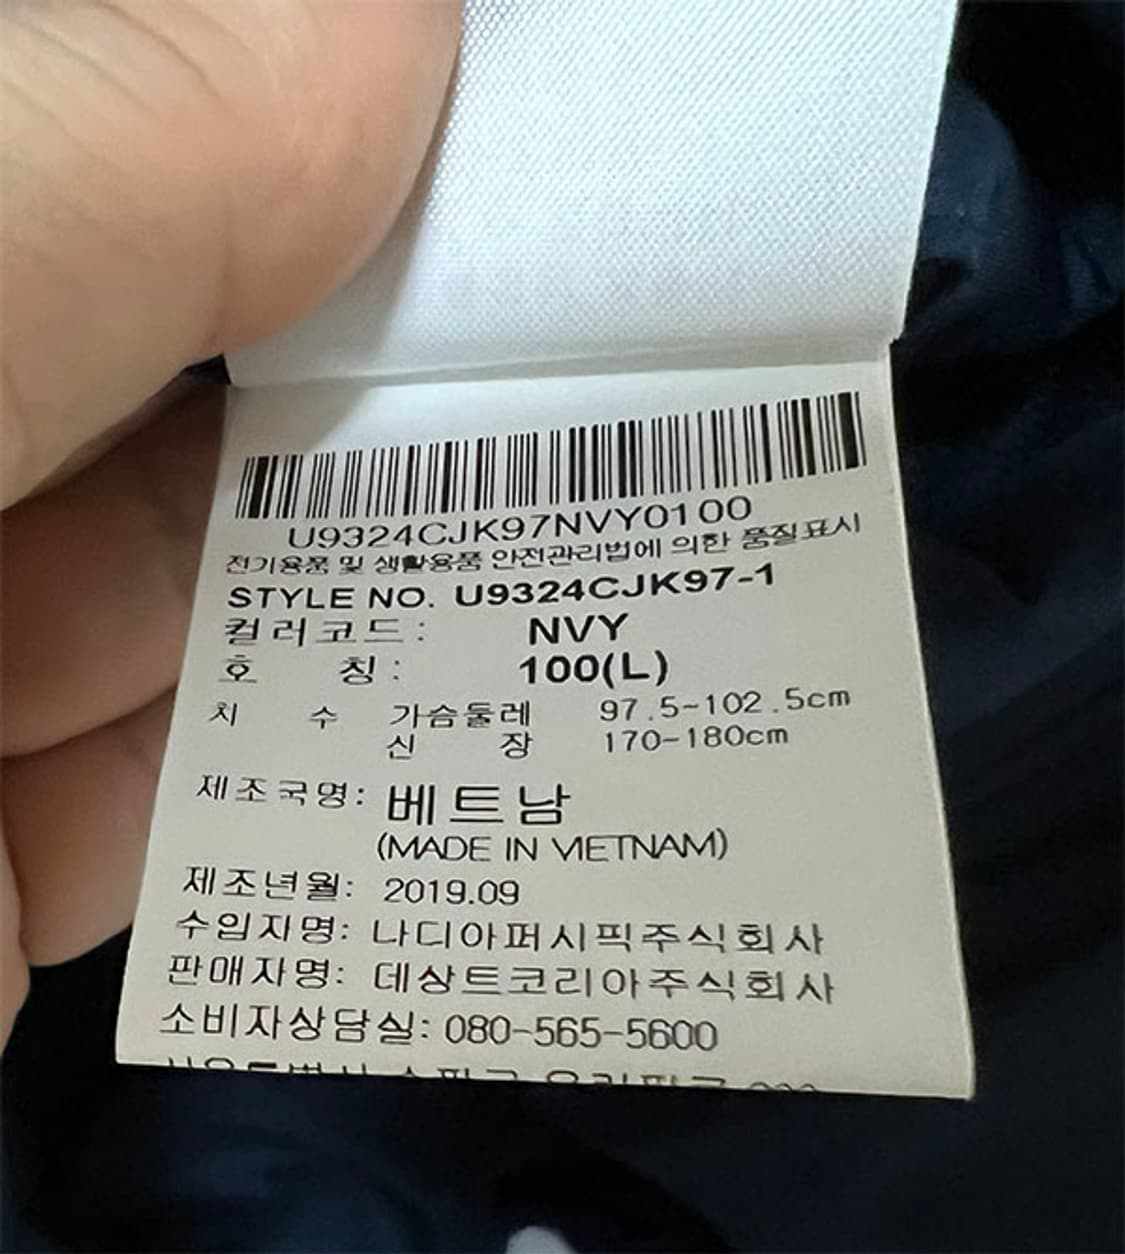 U9324CJK97NVY0100
전기용품 및 생활용품 안전관리법에 의한 품질표시
STYLE NO. U9324CJK97-1
컬러코드: NVY
호 칭: 100(L)
치 수 가슴둘레 97.5~102.5cm
신 장 170-180cm
제조국명: 베트남
(MADE IN VIETNAM)
제조년월: 2019.09
수입자명: 나디아퍼시픽주식회사
판매자명: 데상트코리아주식회사
소비자상담실: 080-565-5600